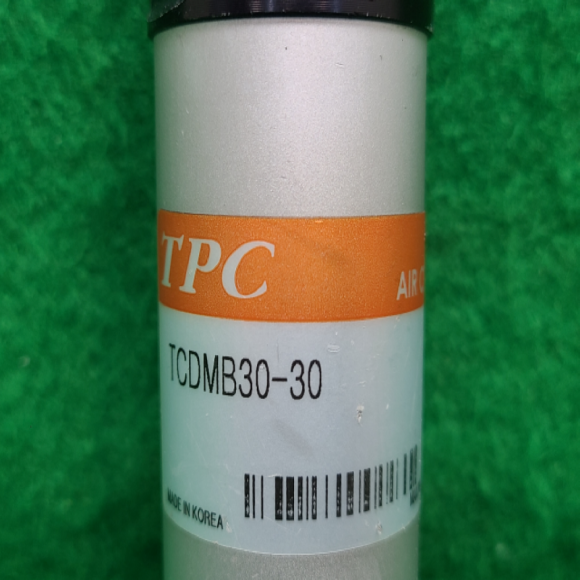 TPC
AIR
TCDMB30-30
MADE IN KOREA